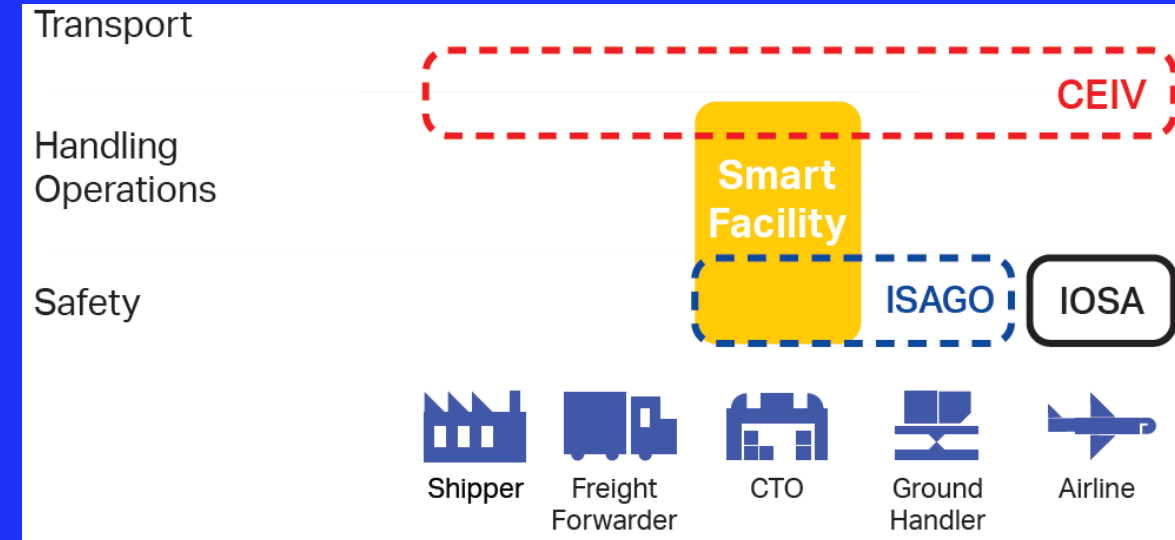 Transport
CEIV
Handling
Operations
Smart
Facility
Safety
ISAGO
IOSA
Shipper
Freight
Forwarder
CTO
Ground
Handler
Airline